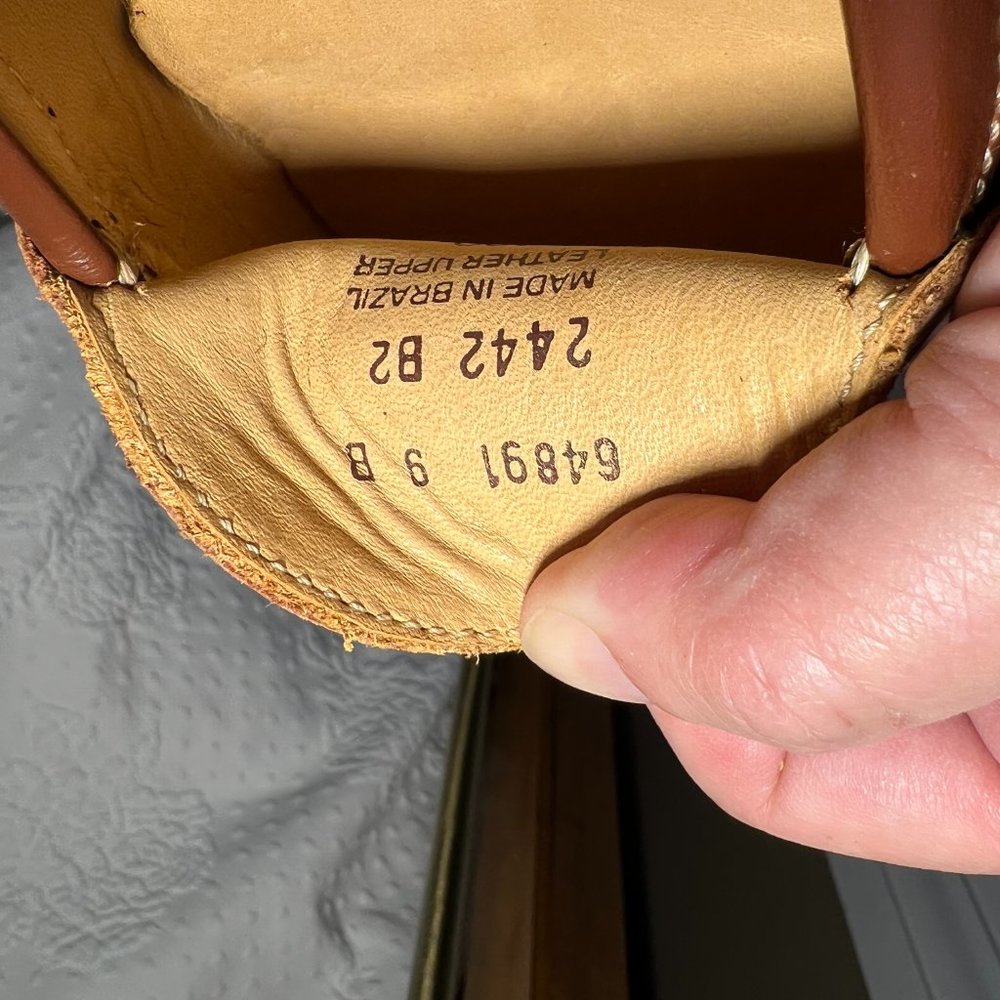 64891 9 B
2442 B2
MADE IN BRAZIL
LEATHER UPPER